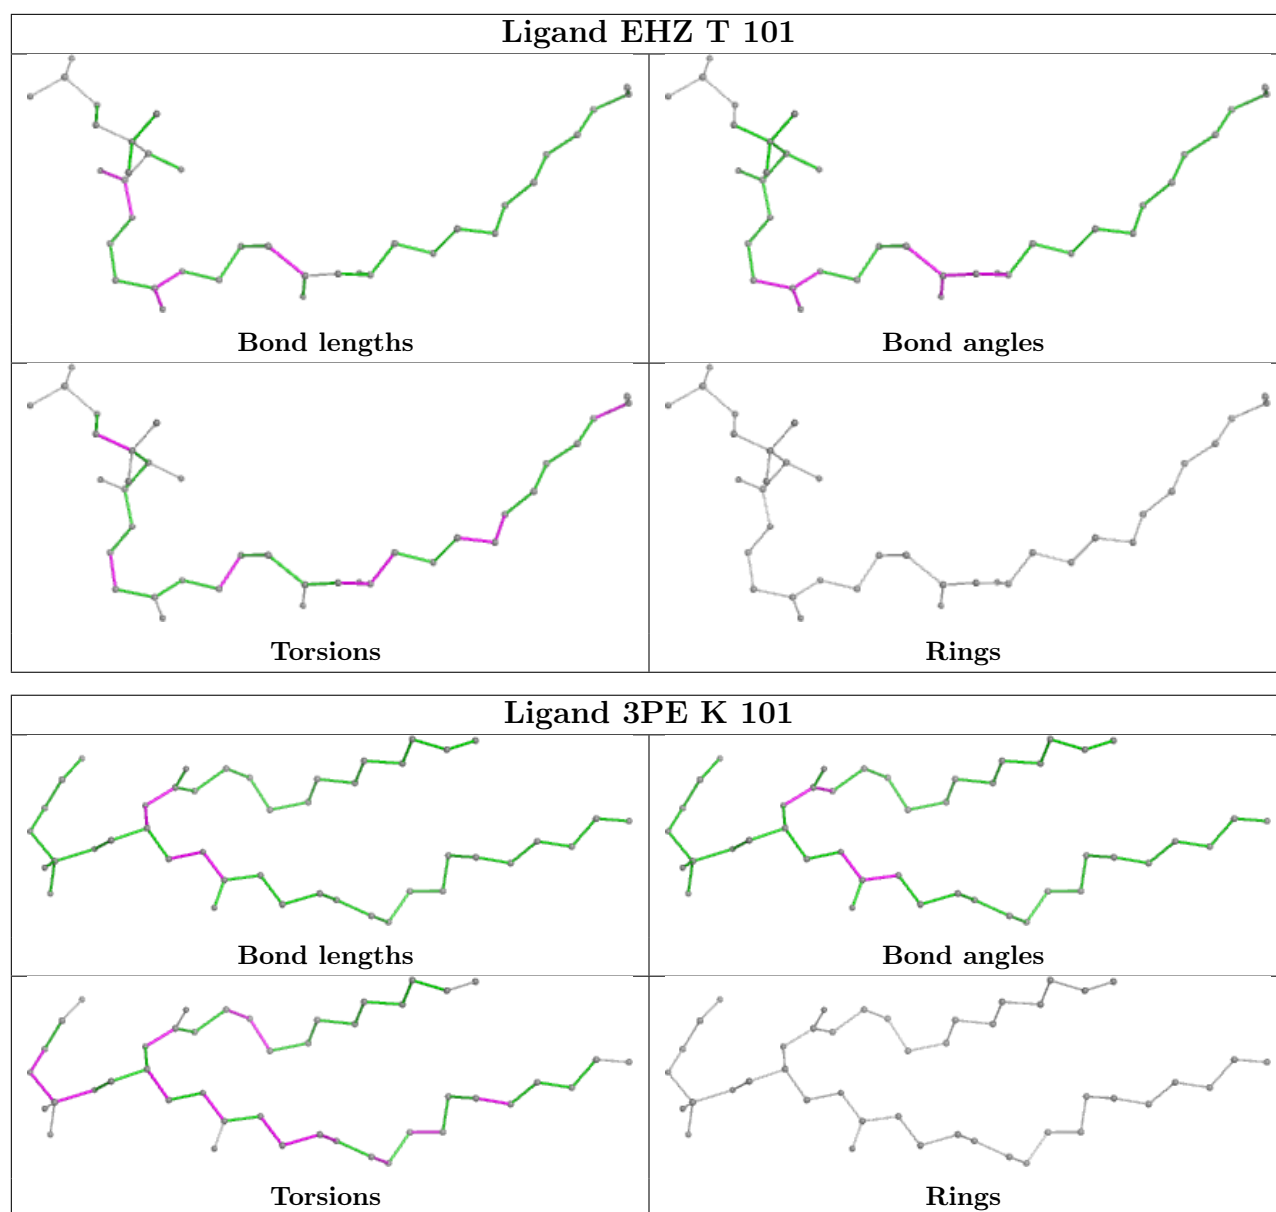 Ligand EHZ T 101
Bond lengths
Bond angles
Torsions
Rings
Ligand 3PE K 101
Bond lengths
Bond angles
Torsions
Rings